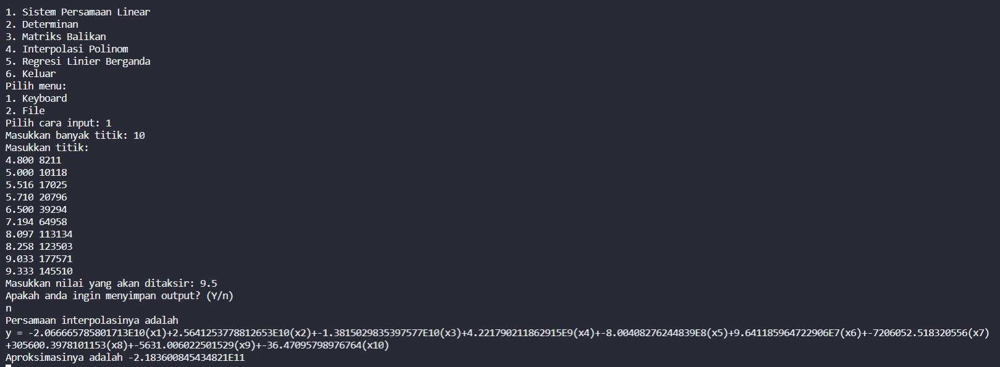 1. Sistem Persamaan Linear
2. Determinan
3. Matriks Balikan
4. Interpolasi Polinom
5. Regresi Linier Berganda
6. Keluar
Pilih menu:
1. Keyboard
2. File
Pilih cara input: 1
Masukkan banyak titik: 10
Masukkan titik:
4.800 8211
5.000 10118
5.516 17025
5.710 20796
6.500 39294
7.194 64958
8.097 113134
8.258 123503
9.033 177571
9.333 145510
Masukkan nilai yang akan ditaksir: 9.5
Apakah anda ingin menyimpan output? (Y/n)
n
Persamaan interpolasinya adalah
y = -2.066665785801713E10(x1)+2.5641253778812653E10(x2)+-1.3815029835397577E10(x3)+4.221790211862915E9(x4)+-8.00408276244839E8(x5)+9.641185964722906E7(x6)+-7206052.518320556(x7)
+305600.3978101153(x8)+-5631.006022501529(x9)+-36.47095798976764(x10)
Aproksimasinya adalah -2.183600845434821E11